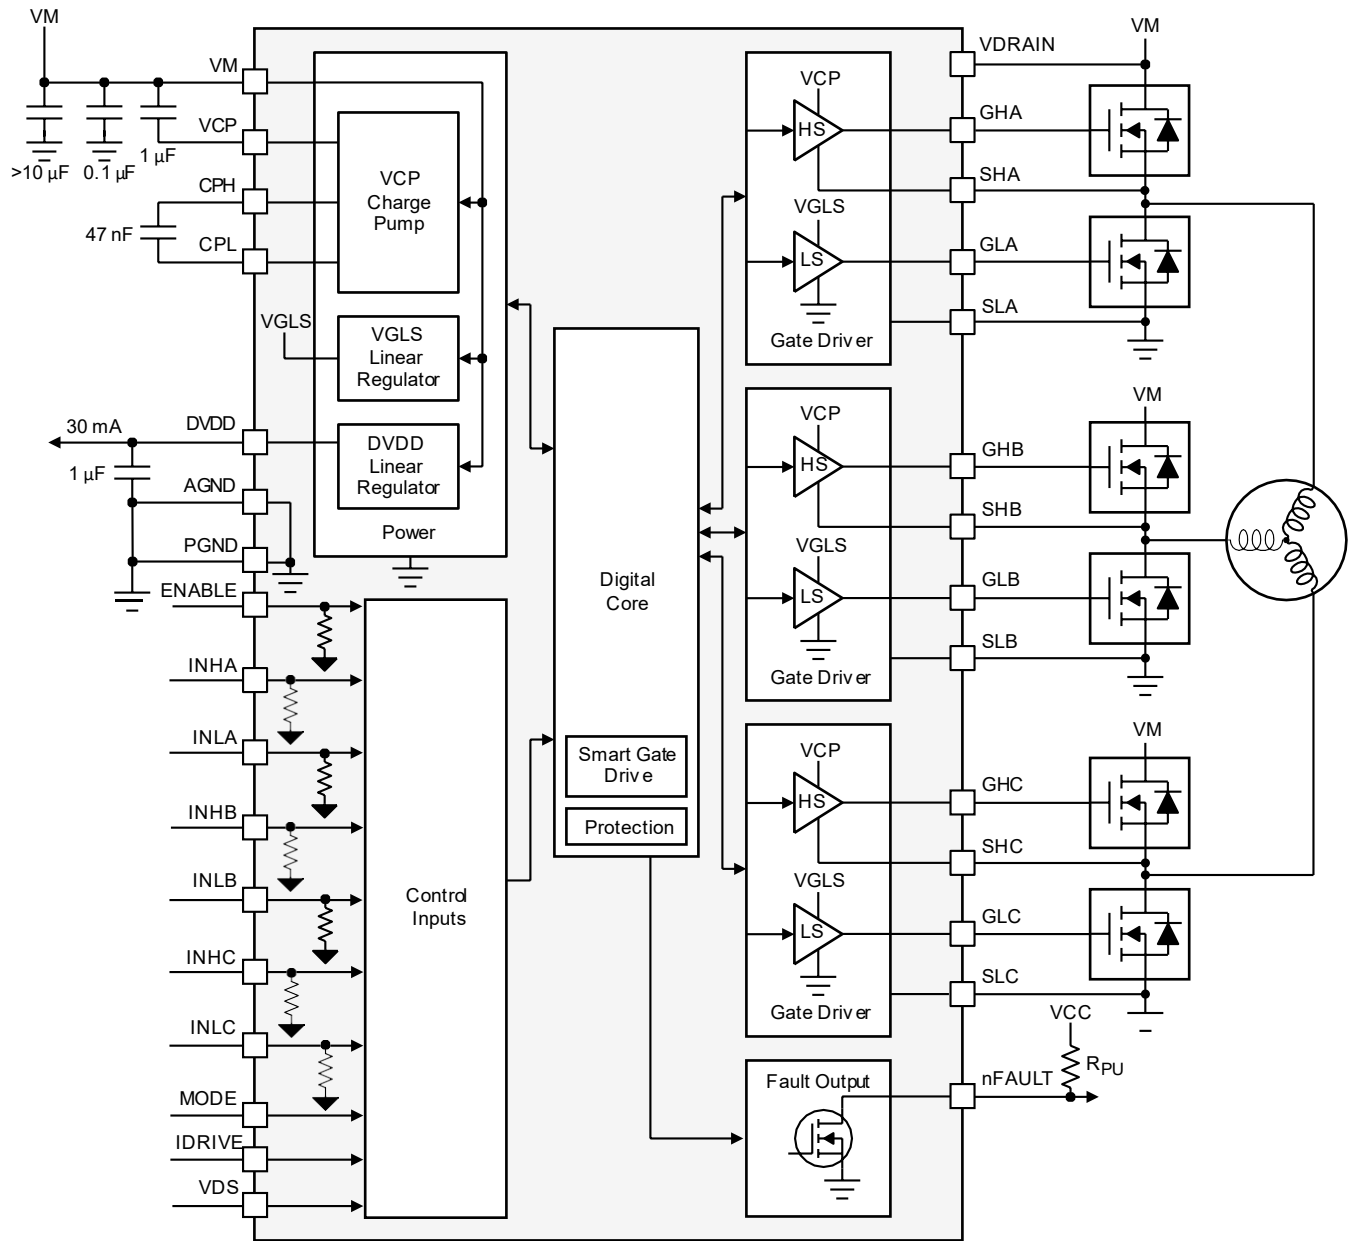 VM
VM
VCP
>10 µF
0.1 µF
1 µF
CPH
47 nF
CPL
VCP
Charge
Pump
VGLS
VGLS
Linear
Regulator
30 mA
DVDD
1 µF
DVDD
Linear
Regulator
AGND
PGND
Power
ENABLE
INHA
INLA
INHB
INLB
INHC
INLC
MODE
IDRIVE
VDS
Control
Inputs
Digital
Core
Smart Gate
Drive
Protection
VCP
HS
VGLS
LS
Gate Driver
VCP
HS
VGLS
LS
Gate Driver
VCP
HS
VGLS
LS
Gate Driver
Fault Output
VDRAIN
VM
GHA
SHA
GLA
SLA
VM
GHB
SHB
GLB
SLB
VM
GHC
SHC
GLC
SLC
VCC
RPU
nFAULT